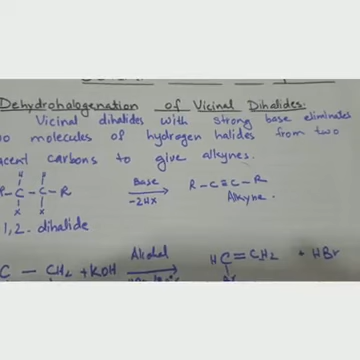 Dehydrohalogenation of Vicinal Dihalides.
Vicinal dihalides with strong base eliminates
molecules of hydrogen halides from two
carbons to give alkynes.
H
R-C-C-R Base -2HX R-C≡C-R
X X Alkyne.
1,2-dihalide
C - CH2 + KOH Alcohol HC=CH2 + HBr